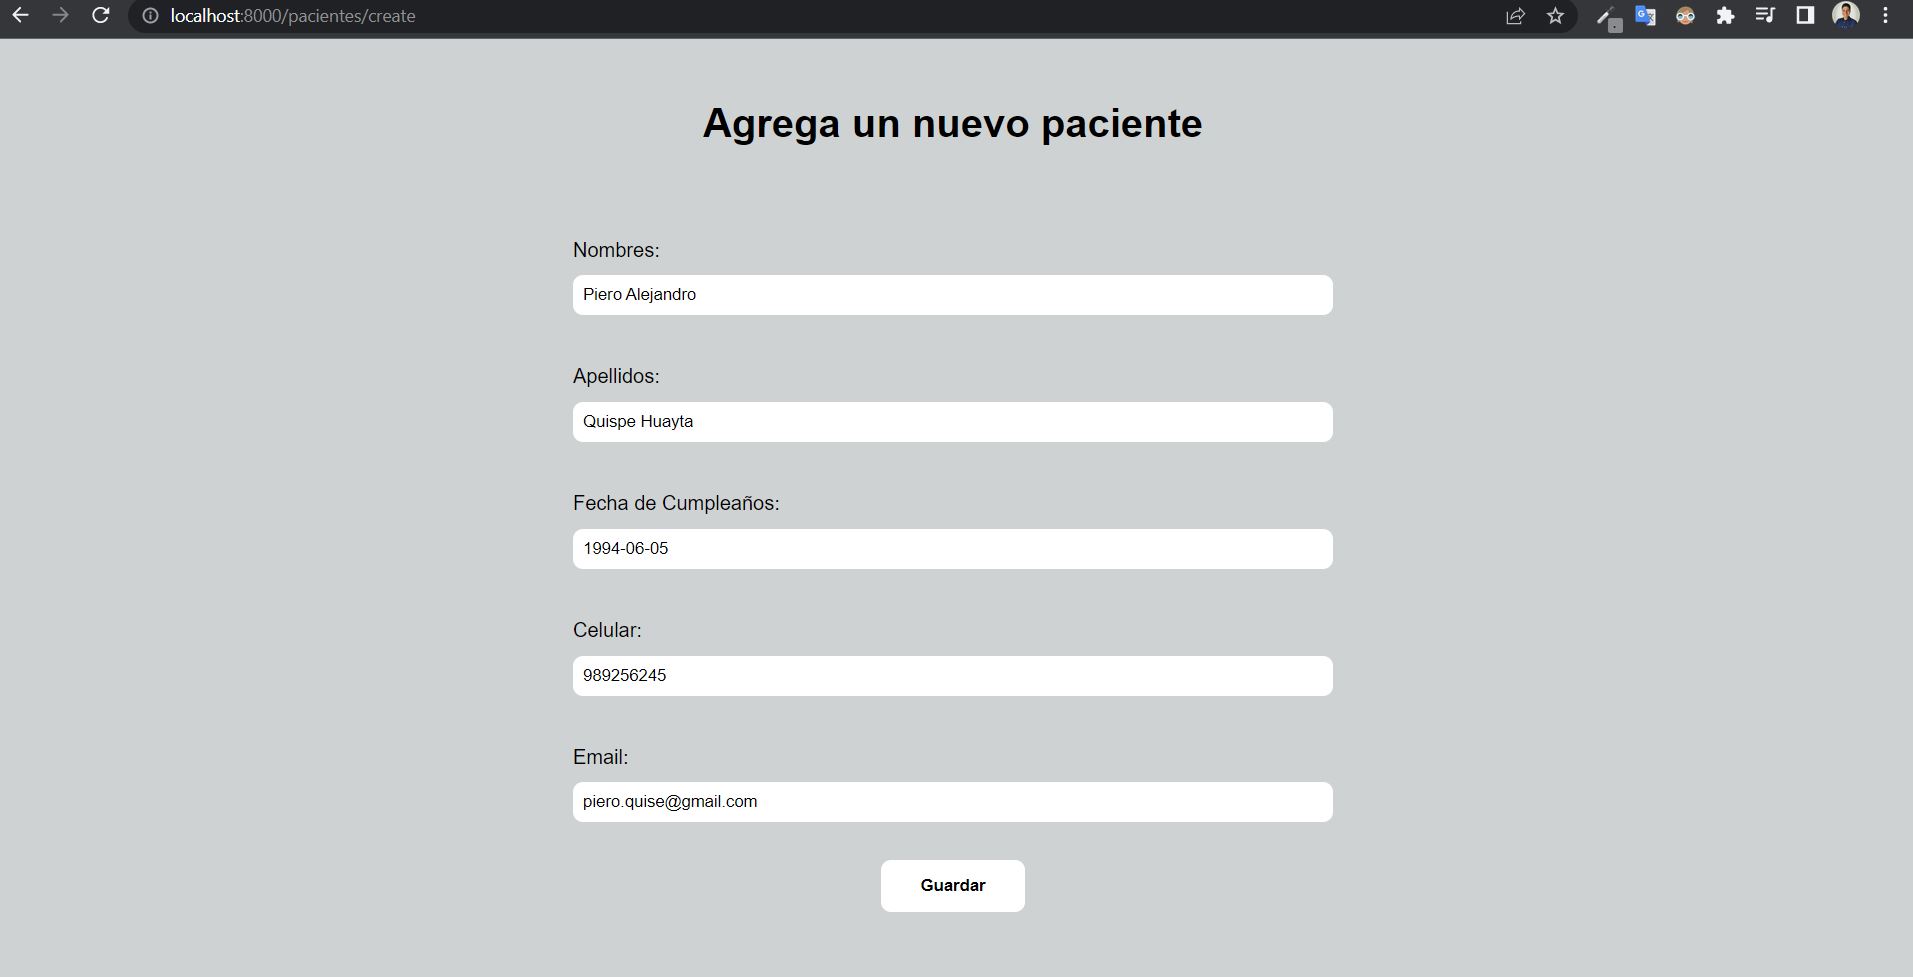 localhost:8000/pacientes/create
Agrega un nuevo paciente
Nombres:
Piero Alejandro
Apellidos:
Quispe Huayta
Fecha de Cumpleaños:
1994-06-05
Celular:
989256245
Email:
piero.quise@gmail.com
Guardar